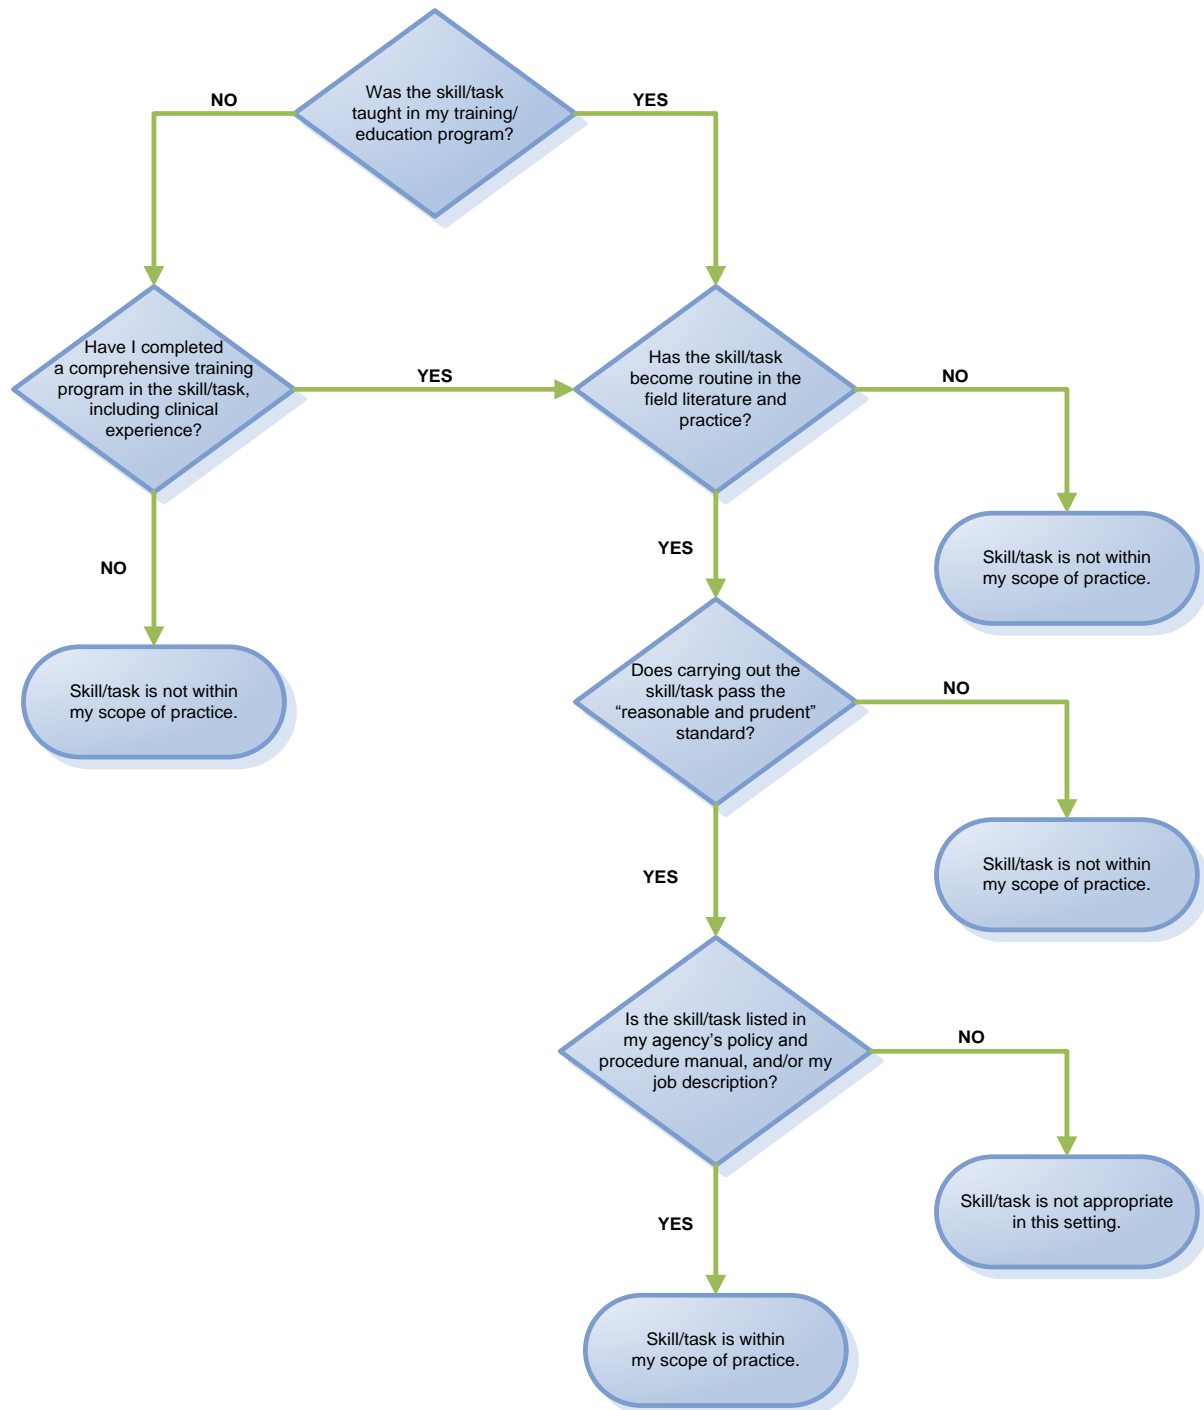 Was the skill/task
taught in my training/
education program?
NO
YES
Have I completed
a comprehensive training
program in the skill/task,
including clinical
experience?
YES
Has the skill/task
become routine in the
field literature and
practice?
NO
NO
YES
Skill/task is not within
my scope of practice.
Skill/task is not within
my scope of practice.
Does carrying out the
skill/task pass the
“reasonable and prudent”
standard?
NO
YES
Skill/task is not within
my scope of practice.
Is the skill/task listed in
my agency’s policy and
procedure manual, and/or my
job description?
NO
YES
Skill/task is not appropriate
in this setting.
Skill/task is within
my scope of practice.